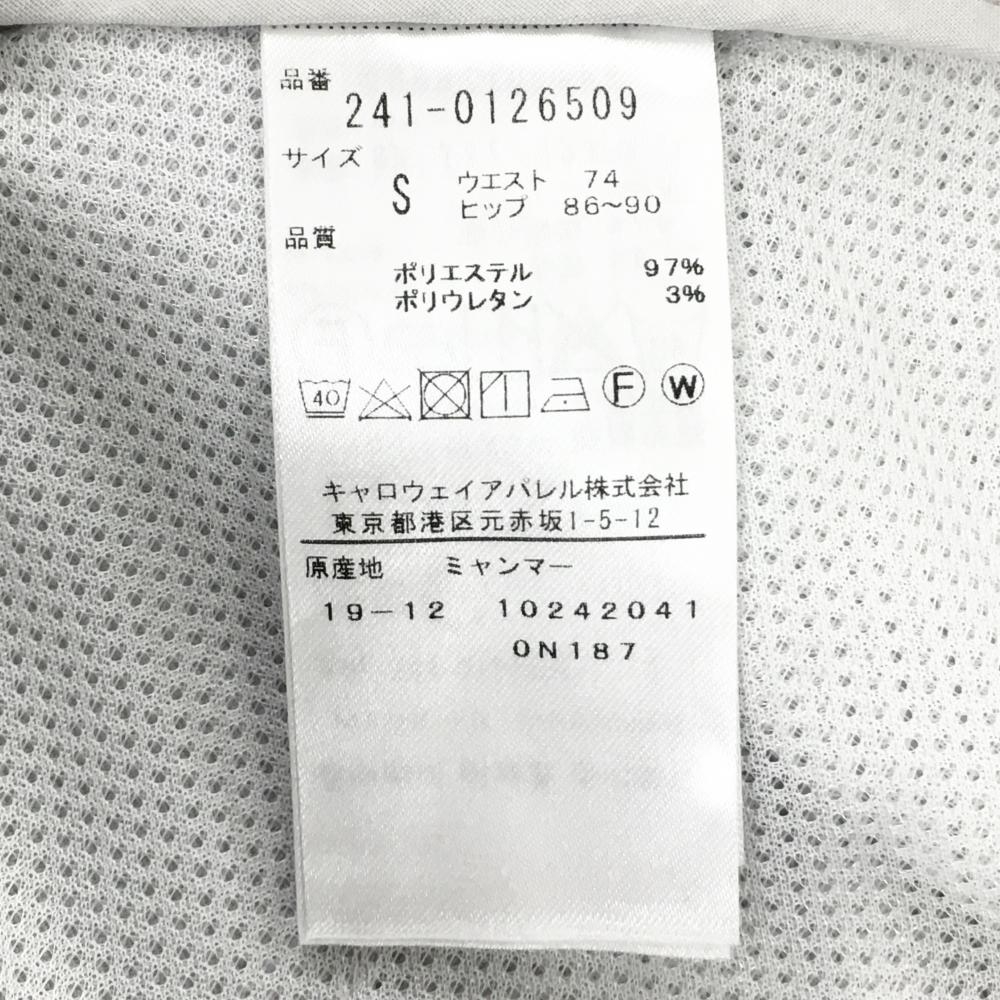 品番
241-0126509
サイズ
S ウエスト 74
ヒップ 86～90
品質
ポリエステル 97%
ポリウレタン 3%
40 F W
キャロウェイアパレル株式会社
東京都港区元赤坂1-5-12
原産地 ミャンマー
19-12 10242041
0N187